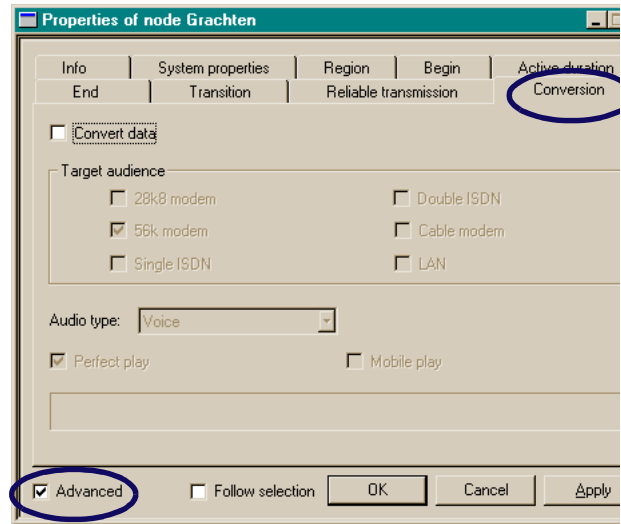 Properties of node Grachten
Info System properties Region Begin Active duration
End Transition Reliable transmission Conversion
Convert data
Target audience
28k8 modem Double ISDN
56k modem Cable modem
Single ISDN LAN
Audio type: Voice
Perfect play Mobile play
Advanced Follow selection OK Cancel Apply